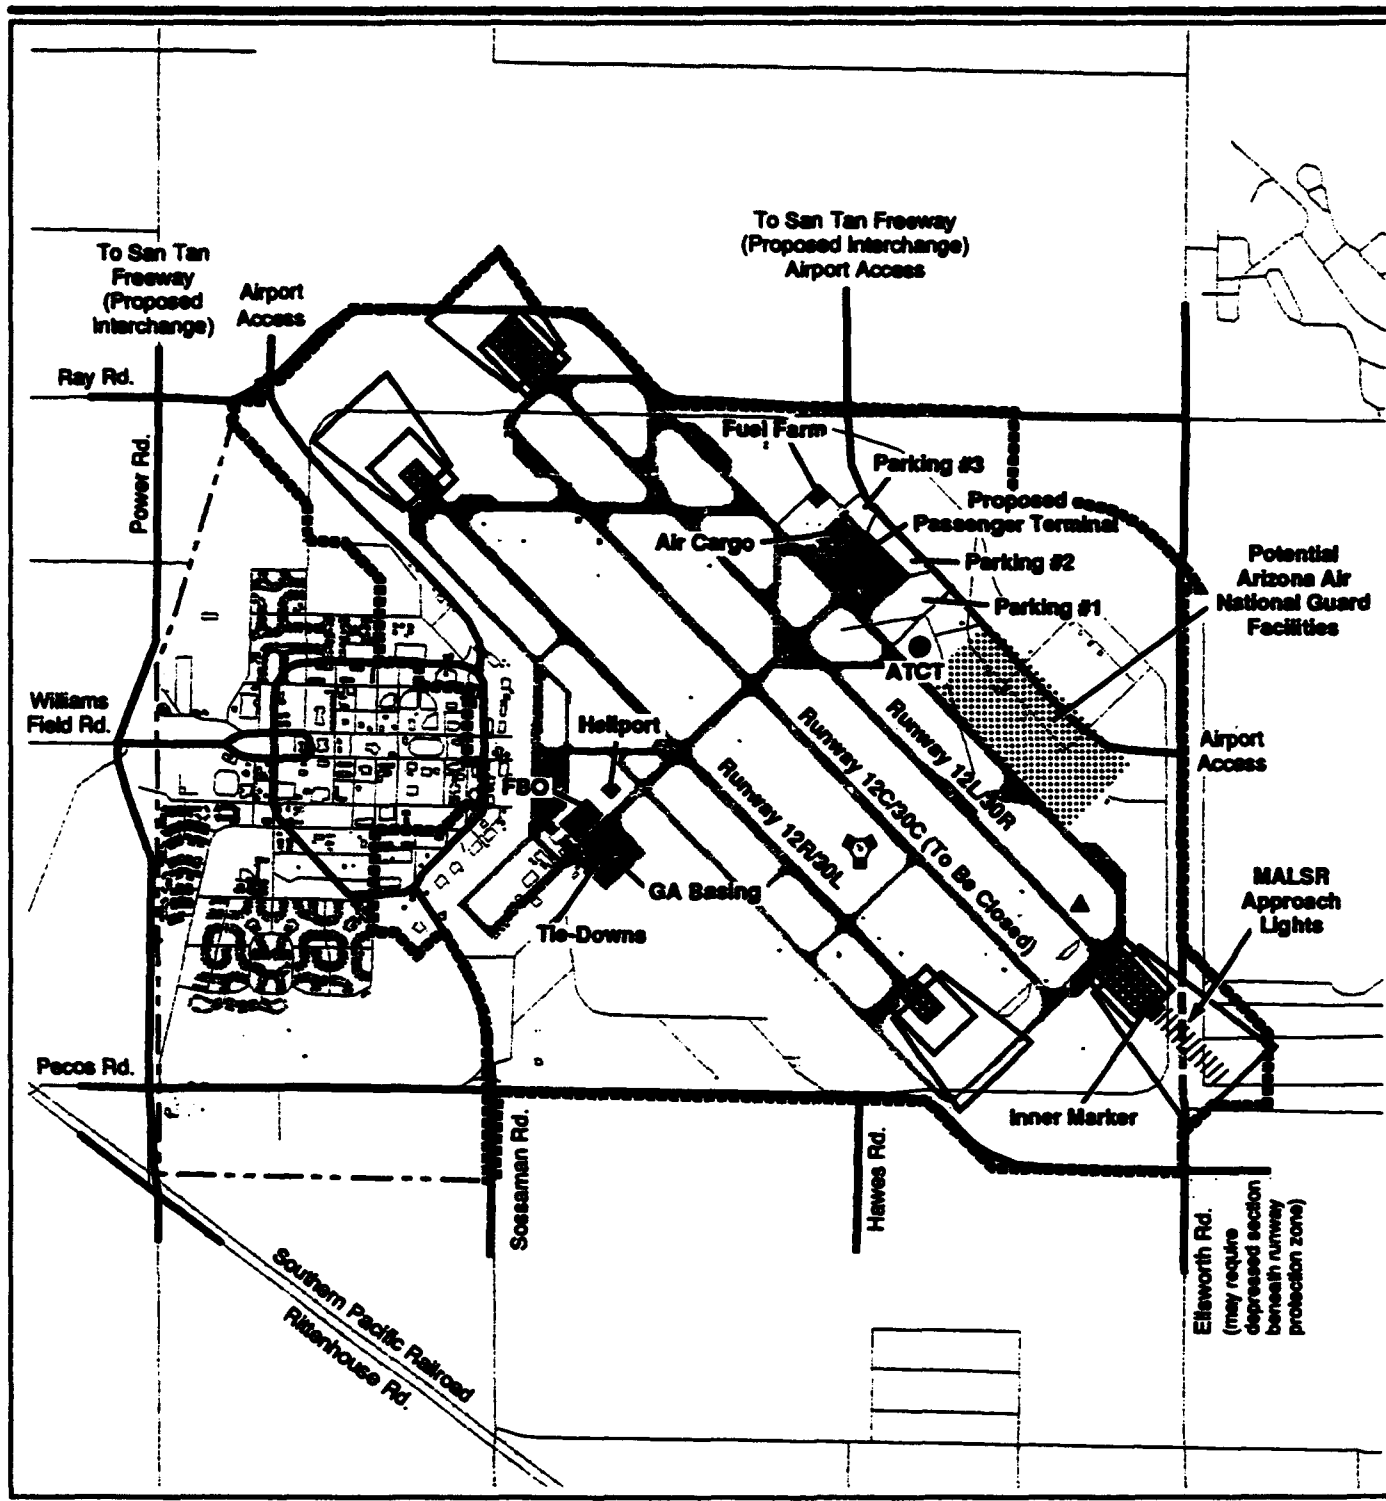 To San Tan Freeway
(Proposed Interchange)
Airport Access
To San Tan
Freeway
(Proposed
Interchange)
Airport
Access
Ray Rd.
Power Rd.
Fuel Farm
Parking #3
Proposed
Passenger Terminal
Air Cargo
Parking #2
Parking #1
Potential
Arizona Air
National Guard
Facilities
ATCT
Williams
Field Rd.
Heliport
Runway 12L/30R
Runway 12C/30C (To Be Closed)
Runway 12R/30L
Airport
Access
FBO
GA Basing
Tie-Downs
MALSR
Approach
Lights
Pecos Rd.
Inner Marker
Sossaman Rd.
Hawes Rd.
Ellsworth Rd.
(may require
depressed section
beneath runway
protection zone)
Southern Pacific Railroad
Rittenhouse Rd.